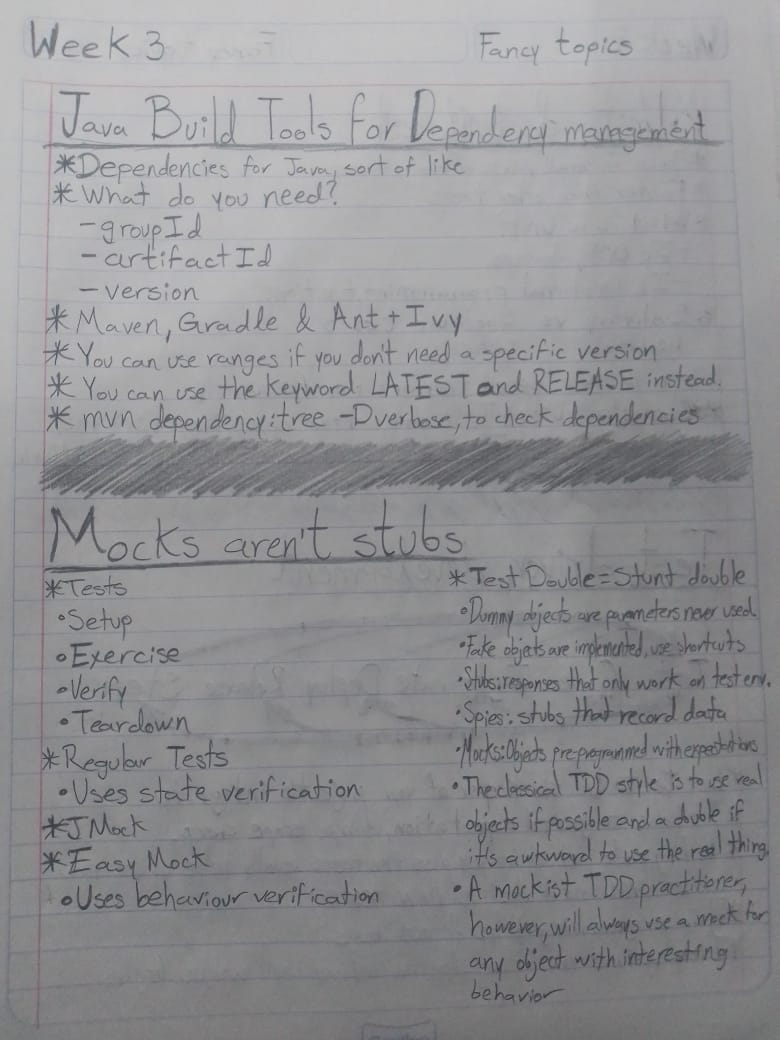 Week 3
Fancy topics
Java Build Tools for Dependency management
*Dependencies for Java, sort of like
*What do you need?
-groupId
-artifactId
-version
* Maven, Gradle & Ant + Ivy
*You can use ranges if you don't need a specific version
* You can use the keyword LATEST and RELEASE instead.
* mvn dependency:tree -Dverbose, to check dependencies
Mocks aren't stubs
*Tests
•Setup
•Exercise
•Verify
•Teardown
*Regular Tests
•Uses state verification
*JMock
*Easy Mock
•Uses behaviour verification
*Test Double=Stunt double
•Dummy objects are parameters never used
•Fake objects are implemented, use shortcuts
•Stubs:responses that only work on test env.
•Spies: stubs that record data
•Mocks:Objects preprogrammed with expectations
•The classical TDD style is to use real
objects if possible and a double if
it's awkward to use the real thing,
•A mockist TDD practitioner,
however, will always use a mock for
any object with interesting
behavior